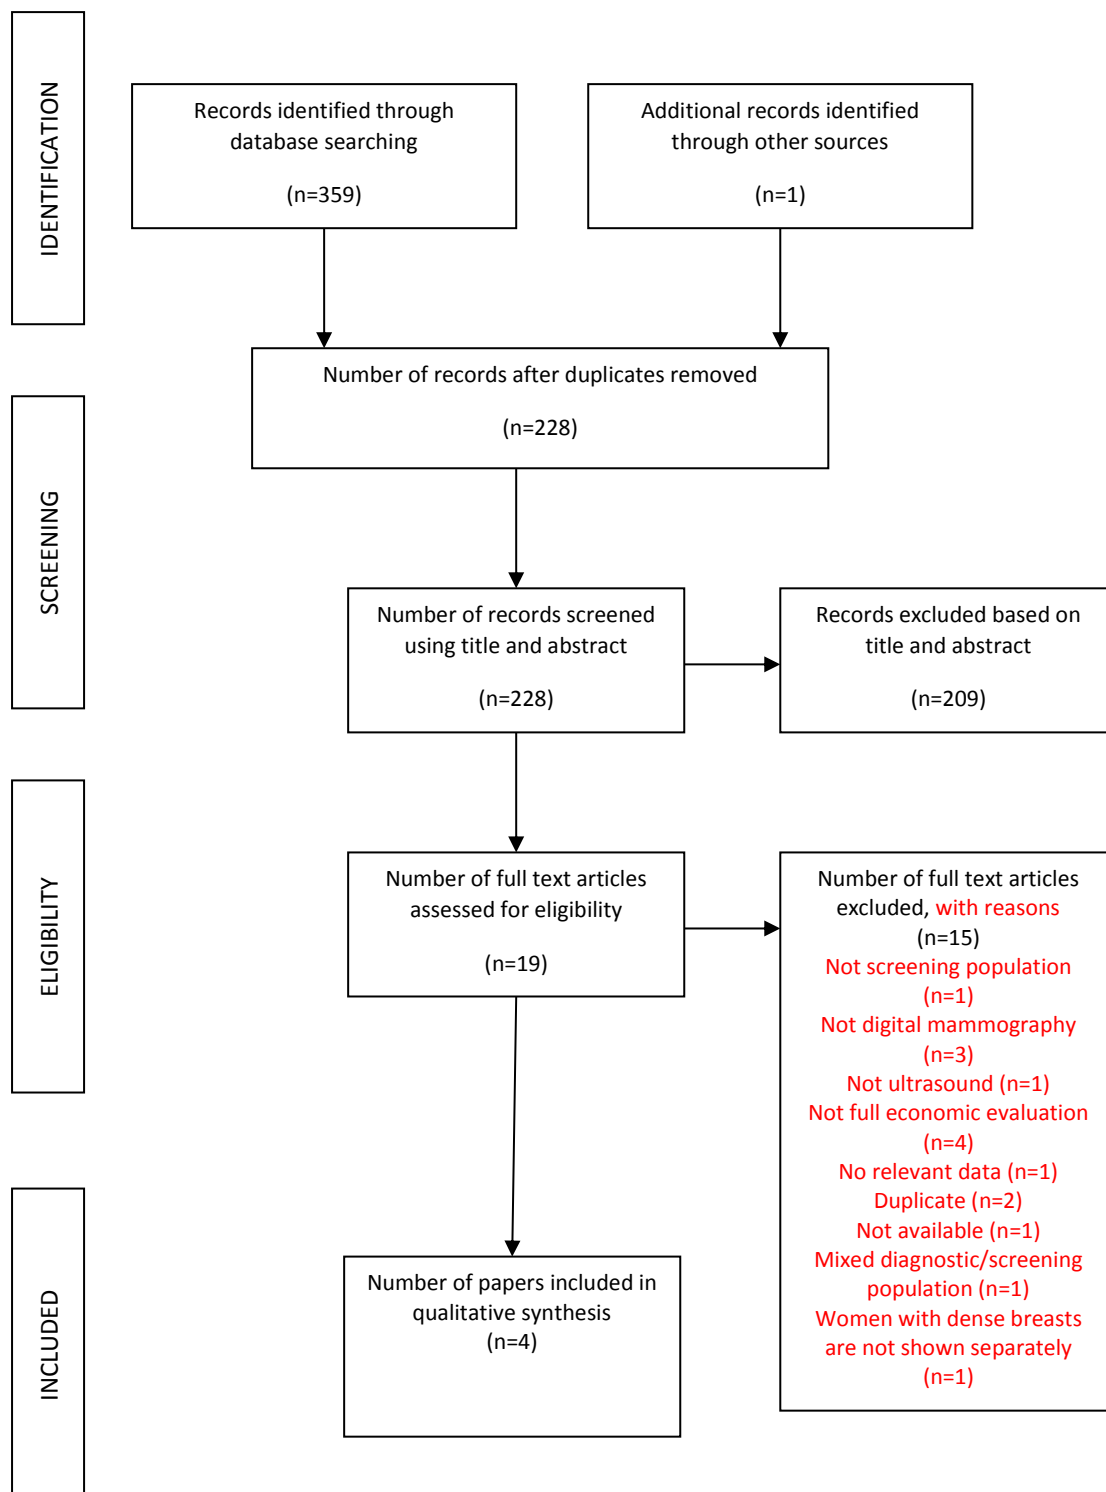 IDENTIFICATION
Records identified through
database searching
(n=359)
Additional records identified
through other sources
(n=1)
Number of records after duplicates removed
(n=228)
SCREENING
Number of records screened
using title and abstract
(n=228)
Records excluded based on
title and abstract
(n=209)
ELIGIBILITY
Number of full text articles
assessed for eligibility
(n=19)
Number of full text articles
excluded, with reasons
(n=15)
Not screening population
(n=1)
Not digital mammography
(n=3)
Not ultrasound (n=1)
Not full economic evaluation
(n=4)
No relevant data (n=1)
Duplicate (n=2)
Not available (n=1)
Mixed diagnostic/screening
population (n=1)
Women with dense breasts
are not shown separately
(n=1)
INCLUDED
Number of papers included in
qualitative synthesis
(n=4)